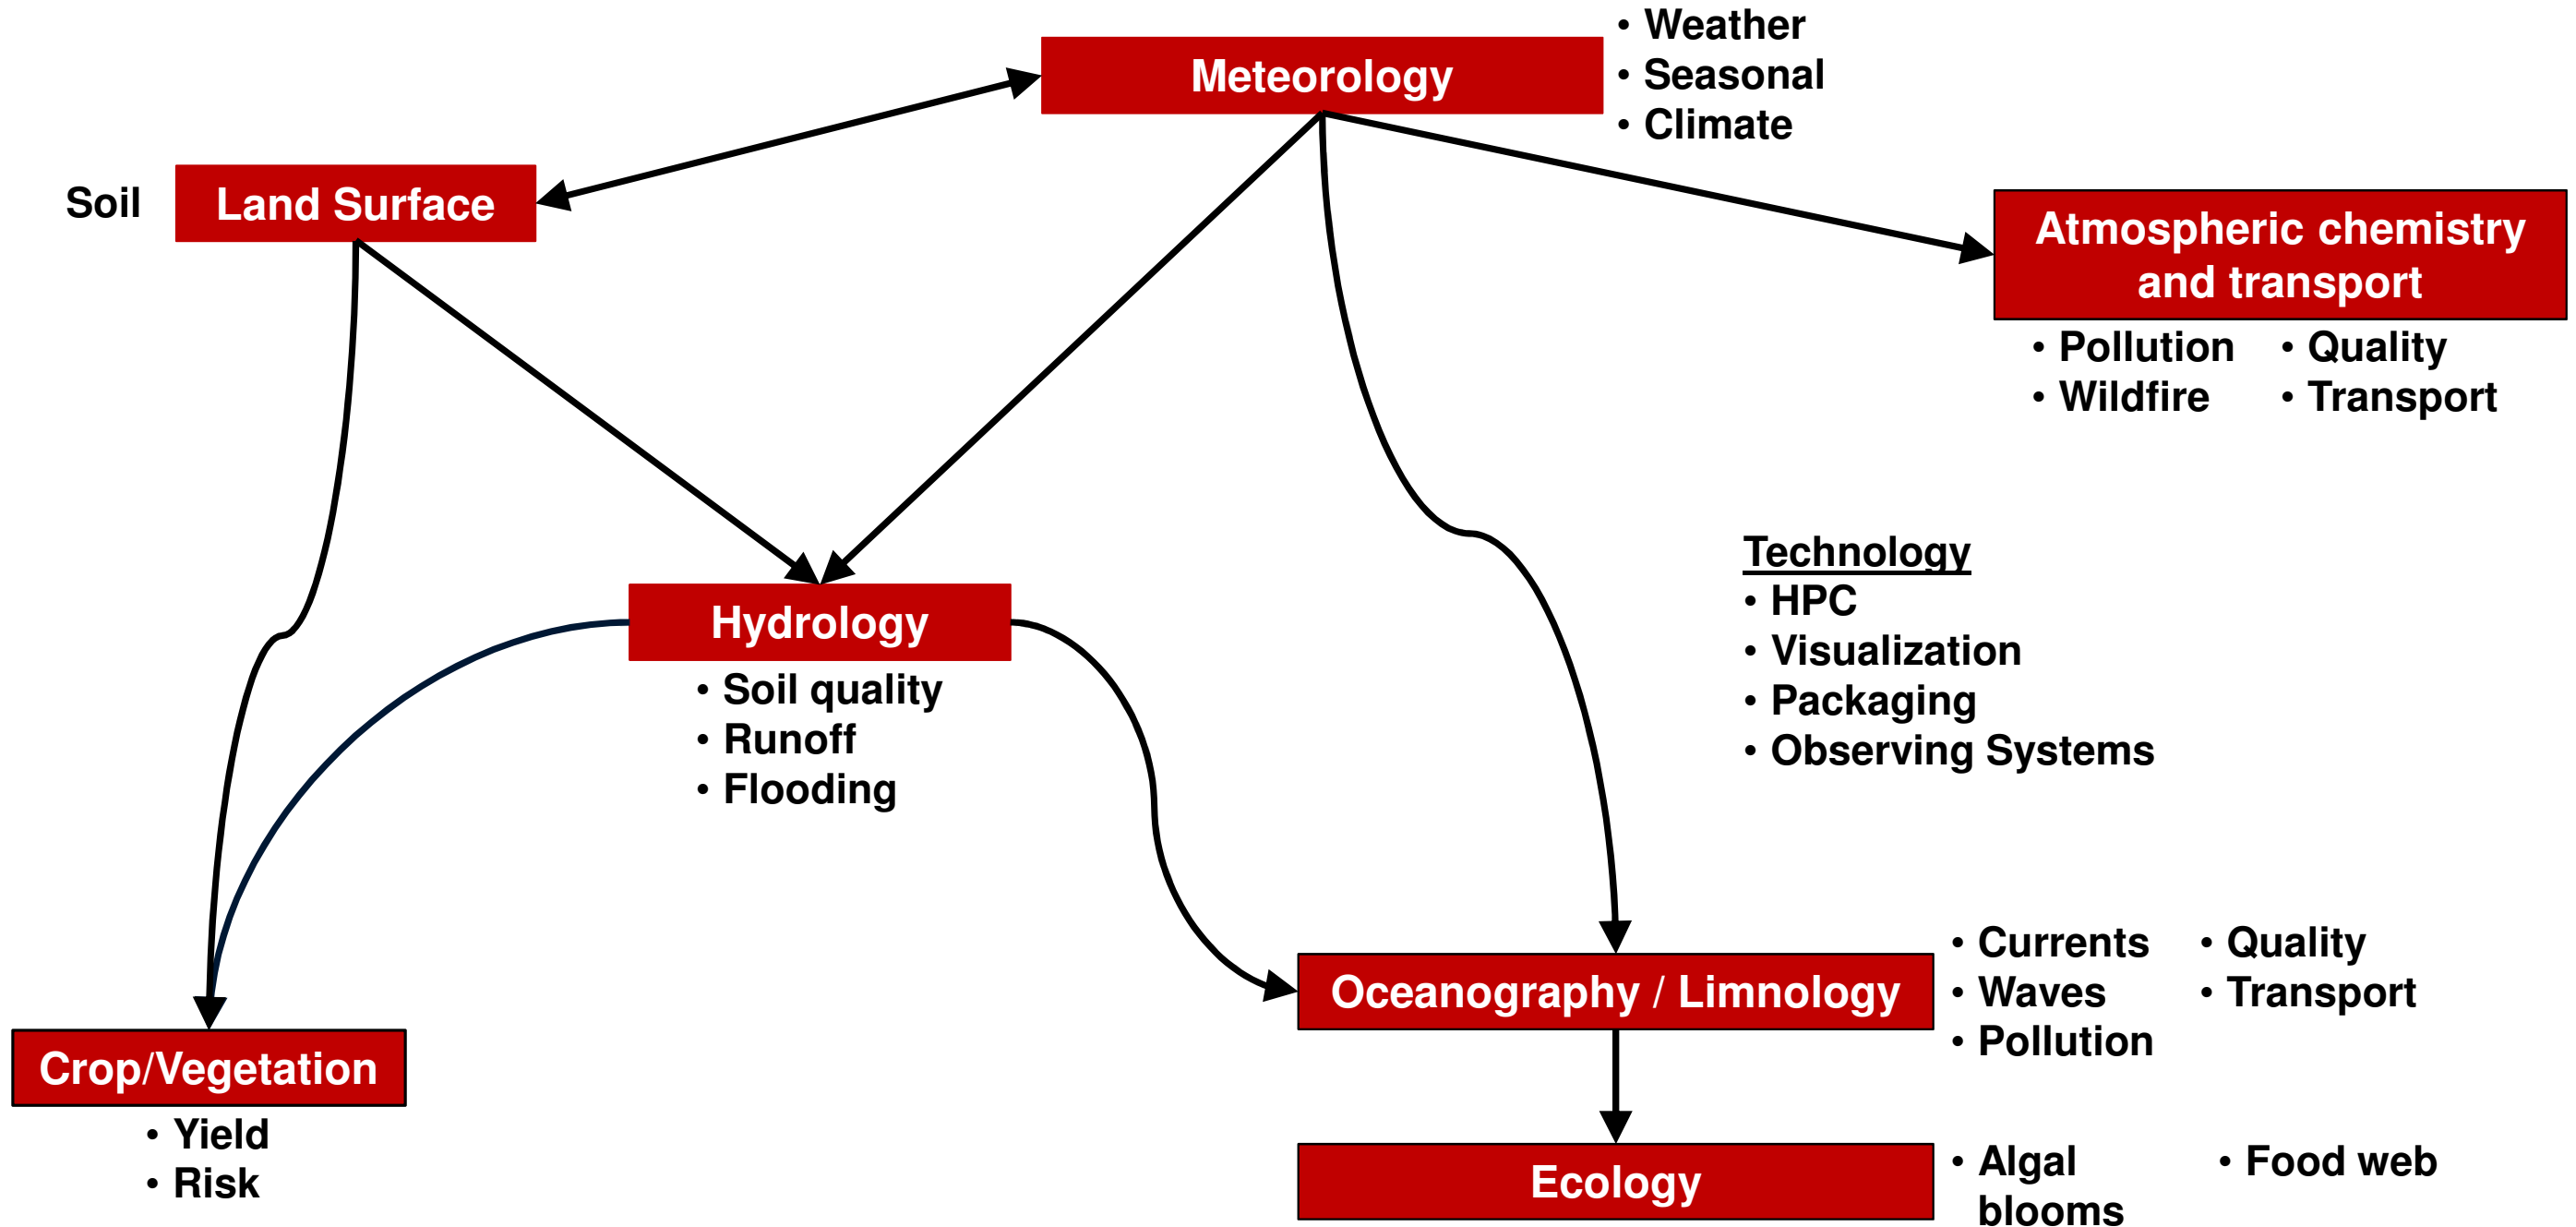 Meteorology
• Weather
• Seasonal
• Climate
Soil
Land Surface
Atmospheric chemistry
and transport
• Pollution • Quality
• Wildfire • Transport
Technology
• HPC
• Visualization
• Packaging
• Observing Systems
Hydrology
• Soil quality
• Runoff
• Flooding
Oceanography / Limnology
• Currents • Quality
• Waves • Transport
• Pollution
Crop/Vegetation
• Yield
• Risk
Ecology
• Algal • Food web
blooms